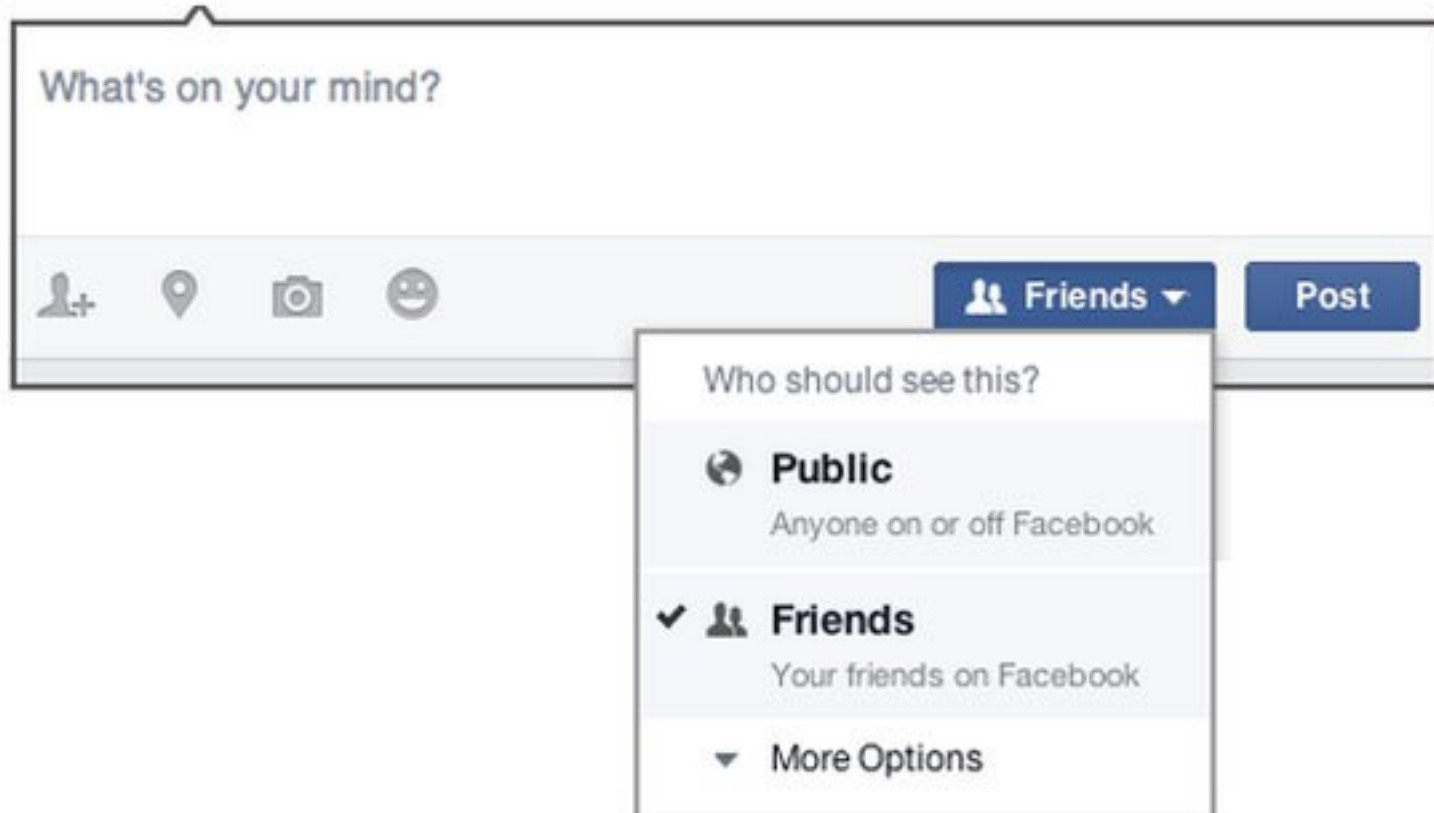 What's on your mind?
Friends
Post
Who should see this?
Public
Anyone on or off Facebook
Friends
Your friends on Facebook
More Options